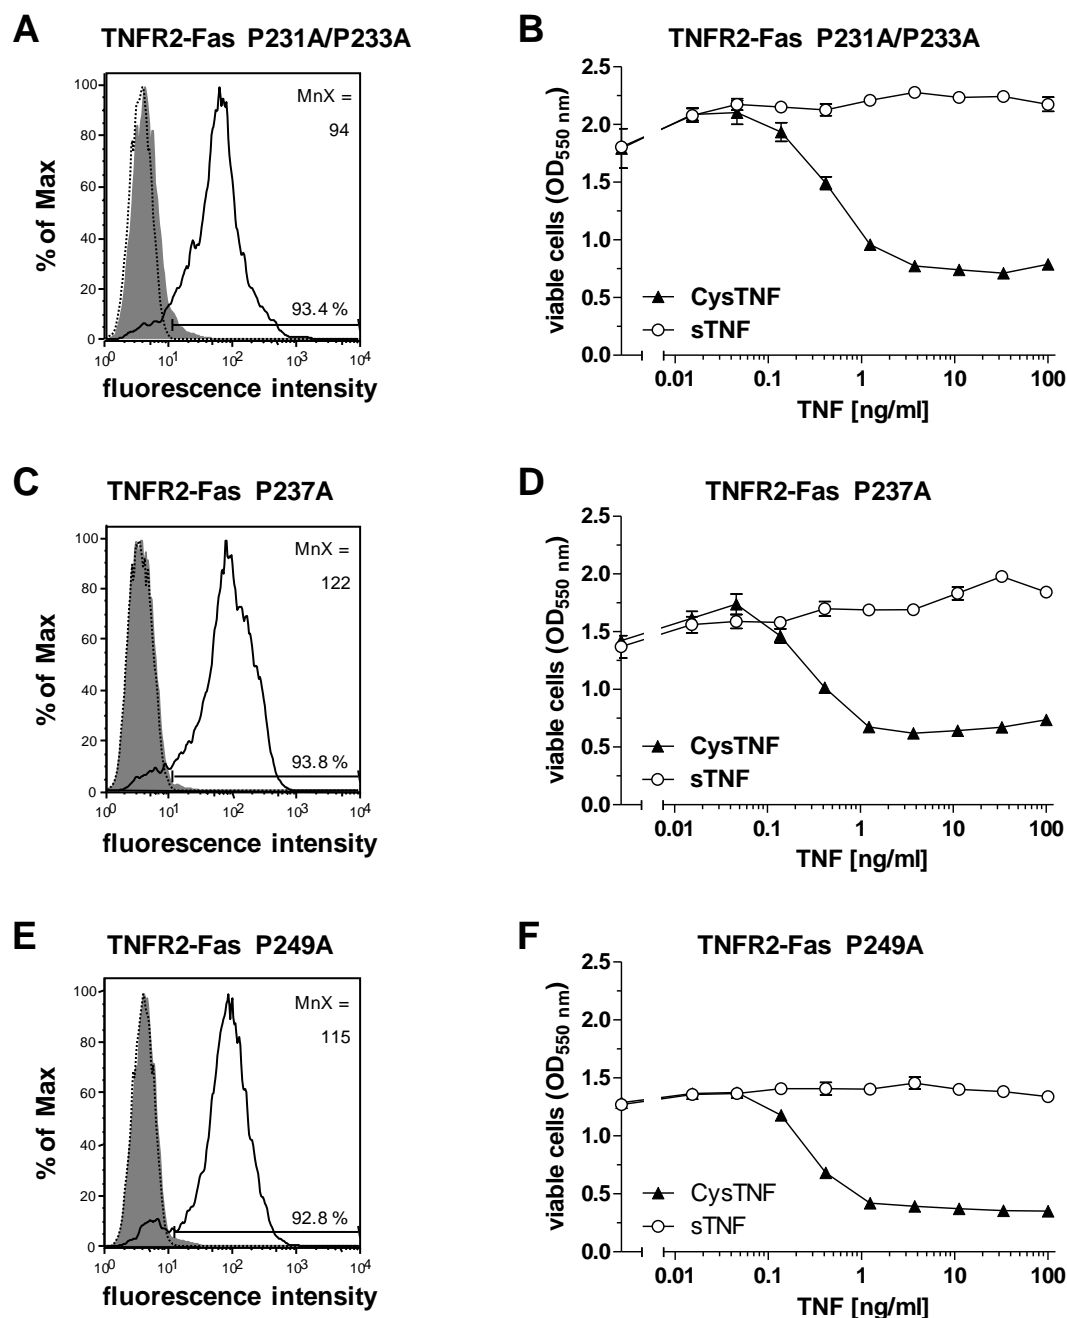 A
TNFR2-Fas P231A/P233A
% of Max
100
80
60
40
20
0
MnX =
94
93.4 %
10^0 10^1 10^2 10^3 10^4
fluorescence intensity
B
TNFR2-Fas P231A/P233A
viable cells (OD550 nm)
2.5
2.0
1.5
1.0
0.5
0.0
CysTNF
sTNF
0.01 0.1 1 10 100
TNF [ng/ml]
C
TNFR2-Fas P237A
% of Max
100
80
60
40
20
0
MnX =
122
93.8 %
10^0 10^1 10^2 10^3 10^4
fluorescence intensity
D
TNFR2-Fas P237A
viable cells (OD550 nm)
2.5
2.0
1.5
1.0
0.5
0.0
CysTNF
sTNF
0.01 0.1 1 10 100
TNF [ng/ml]
E
TNFR2-Fas P249A
% of Max
100
80
60
40
20
0
MnX =
115
92.8 %
10^0 10^1 10^2 10^3 10^4
fluorescence intensity
F
TNFR2-Fas P249A
viable cells (OD550 nm)
2.5
2.0
1.5
1.0
0.5
0.0
CysTNF
sTNF
0.01 0.1 1 10 100
TNF [ng/ml]